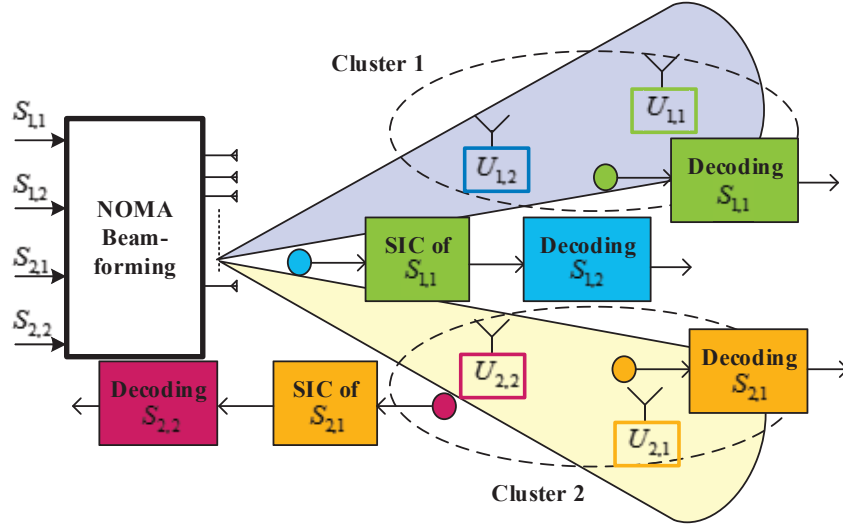 Cluster 1
S1,1
S1,2
S2,1
S2,2
NOMA
Beam-
forming
U1,1
U1,2
Decoding
S1,1
SIC of
S1,1
Decoding
S1,2
U2,2
Decoding
S2,1
Decoding
S2,2
SIC of
S2,1
U2,1
Cluster 2